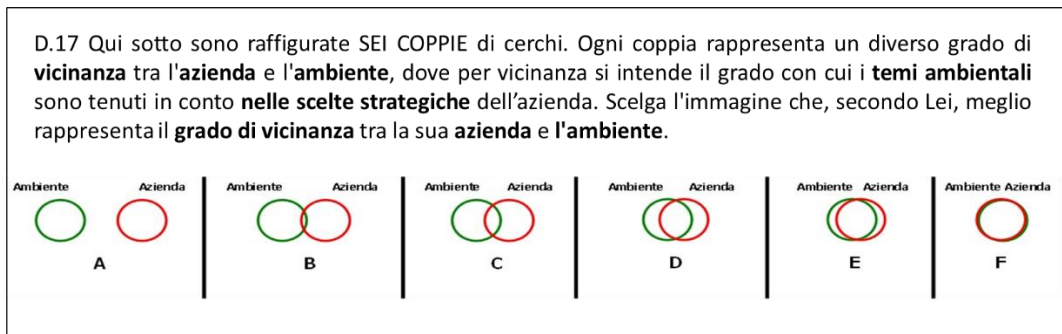 D.17 Qui sotto sono raffigurate SEI COPPIE di cerchi. Ogni coppia rappresenta un diverso grado di
vicinanza tra l'azienda e l'ambiente, dove per vicinanza si intende il grado con cui i temi ambientali
sono tenuti in conto nelle scelte strategiche dell’azienda. Scelga l'immagine che, secondo Lei, meglio
rappresenta il grado di vicinanza tra la sua azienda e l'ambiente.
Ambiente Azienda
A
Ambiente Azienda
B
Ambiente Azienda
C
Ambiente Azienda
D
Ambiente Azienda
E
Ambiente Azienda
F